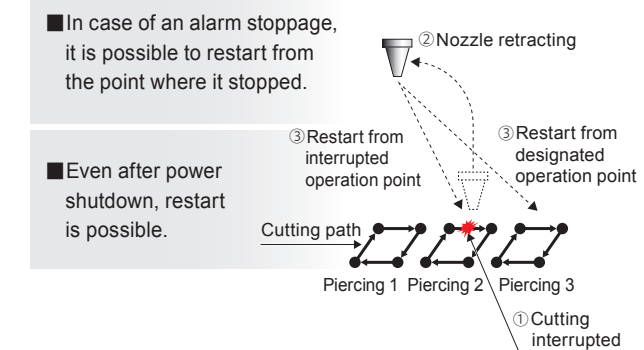 ■In case of an alarm stoppage,
it is possible to restart from
the point where it stopped.
■Even after power
shutdown, restart
is possible.
②Nozzle retracting
③Restart from
interrupted
operation point
③Restart from
designated
operation point
Cutting path
Piercing 1 Piercing 2 Piercing 3
①Cutting
interrupted